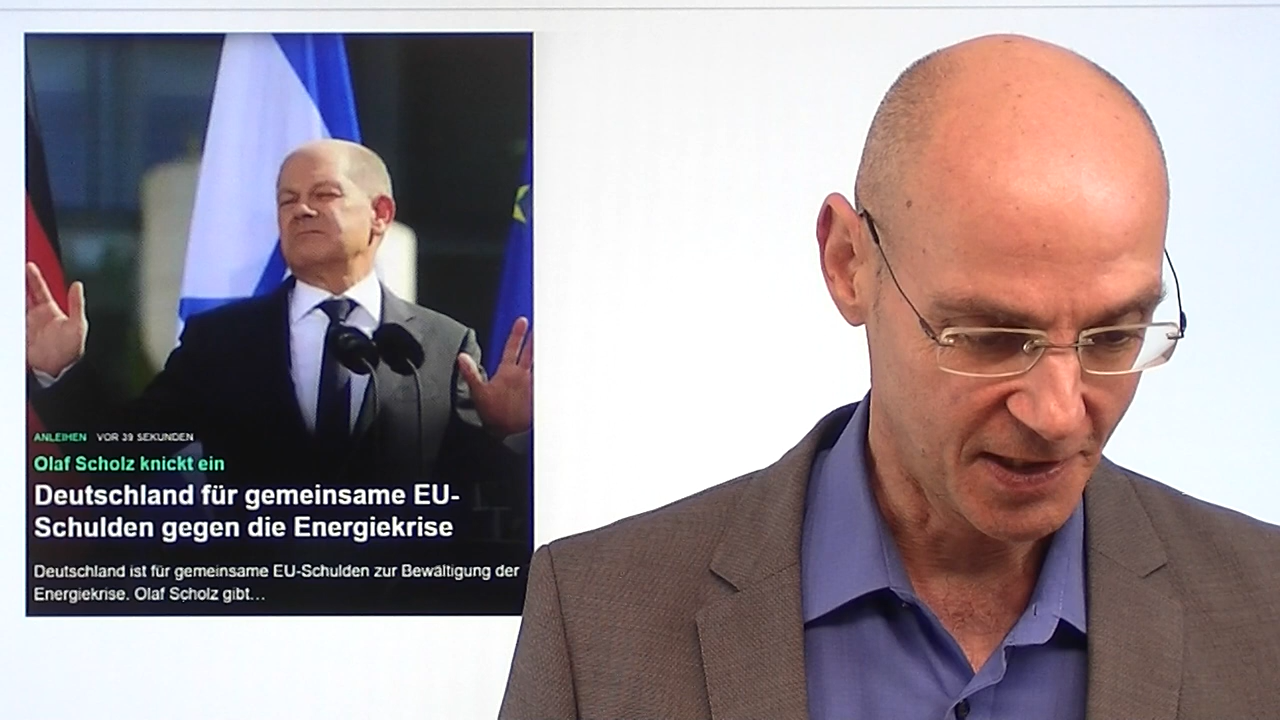 ANLEIHEN VOR 39 SEKUNDEN
Olaf Scholz knickt ein
Deutschland für gemeinsame EU-
Schulden gegen die Energiekrise
Deutschland ist für gemeinsame EU-Schulden zur Bewältigung der
Energiekrise. Olaf Scholz gibt...